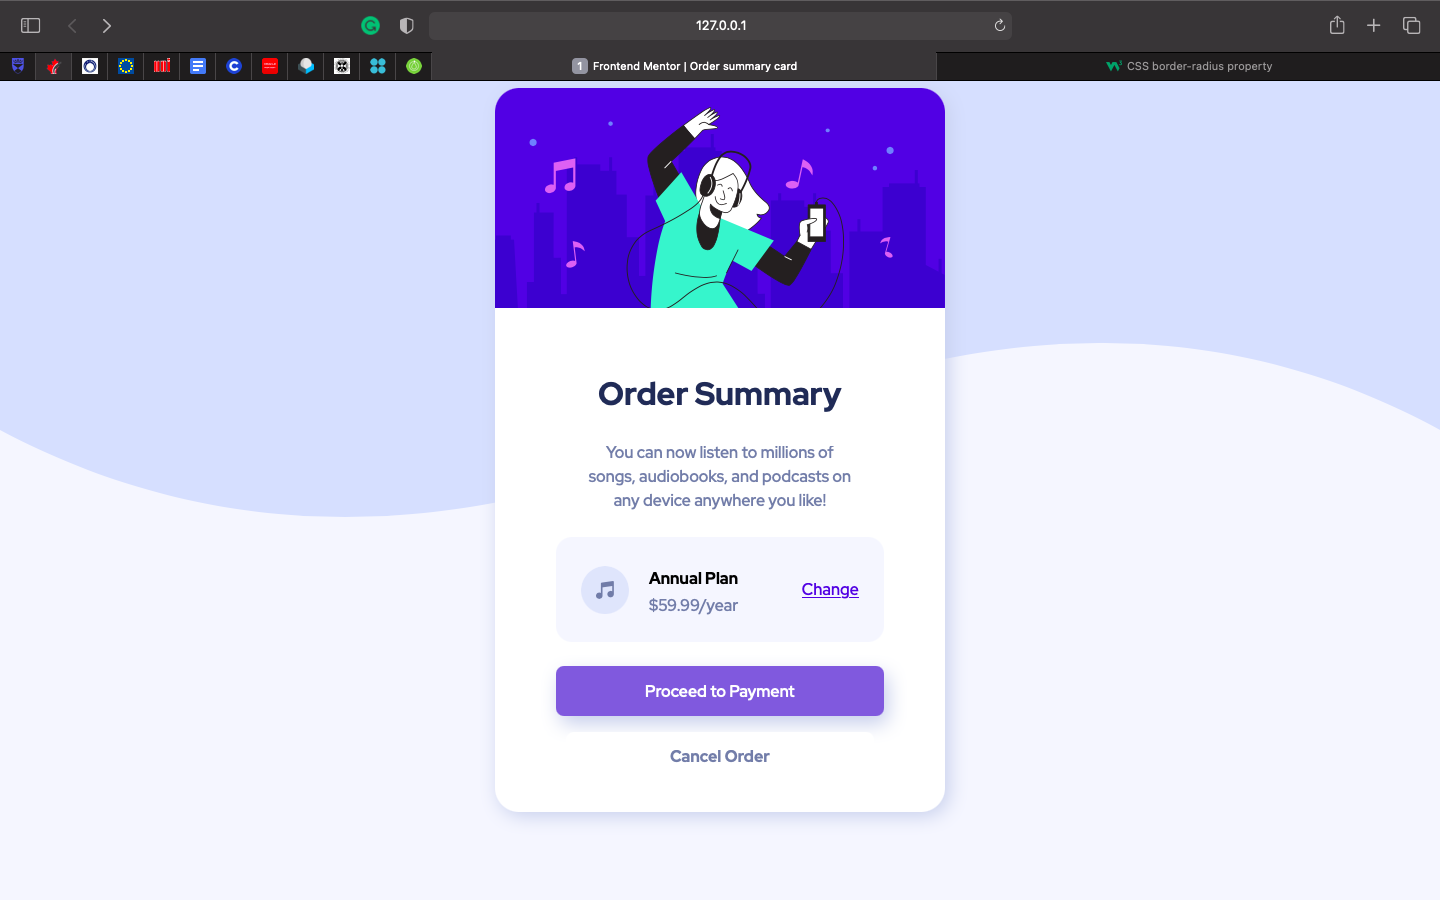 127.0.0.1
1 Frontend Mentor | Order summary card
CSS border-radius property
Order Summary
You can now listen to millions of
songs, audiobooks, and podcasts on
any device anywhere you like!
Annual Plan
$59.99/year
Change
Proceed to Payment
Cancel Order